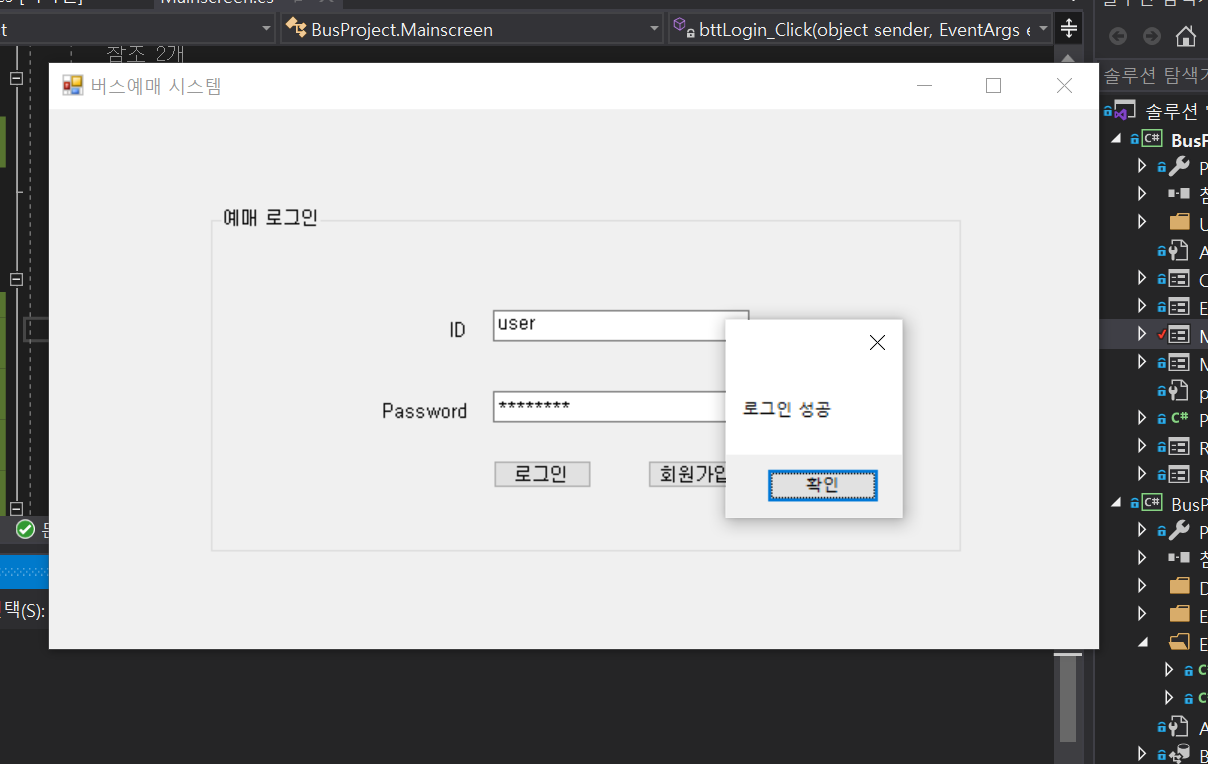 Mainscreen.cs
BusProject.Mainscreen
bttLogin_Click(object sender, EventArgs e
참조 2개
버스예매 시스템
솔루션 탐색기
솔루션
C#
예매 로그인
ID
user
Password
********
로그인
회원가입
로그인 성공
확인
C#
C#
택(S):